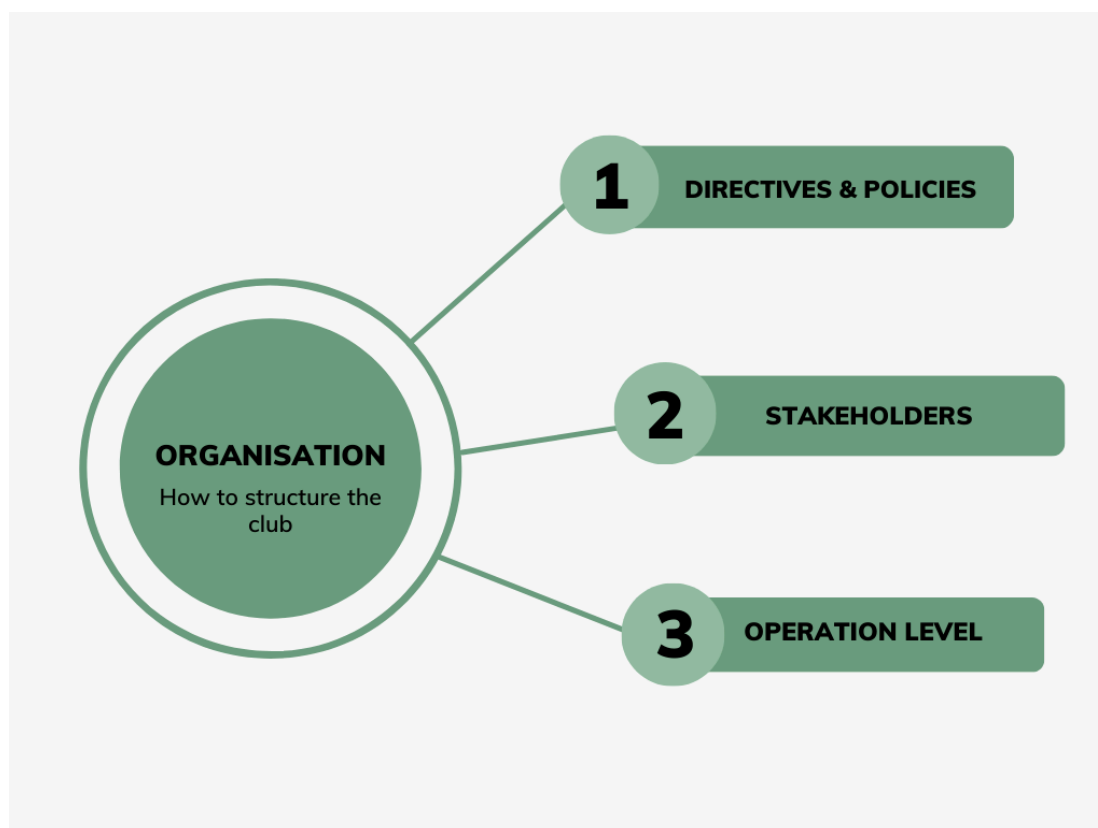 ORGANISATION
How to structure the
club
1
DIRECTIVES & POLICIES
2
STAKEHOLDERS
3
OPERATION LEVEL